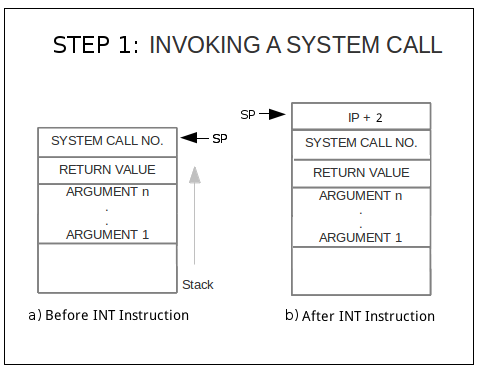 STEP 1: INVOKING A SYSTEM CALL
SYSTEM CALL NO.
RETURN VALUE
ARGUMENT n
.
.
ARGUMENT 1
SP
Stack
a) Before INT Instruction
SP
IP + 2
SYSTEM CALL NO.
RETURN VALUE
ARGUMENT n
.
.
ARGUMENT 1
b) After INT Instruction